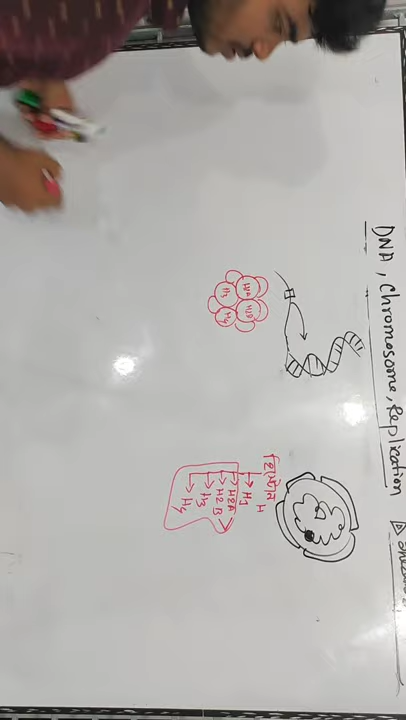 DNA, Chromosome, Replication
H
H1
H2A
H2B
H3
H4
H3
H2A
H4
H2B